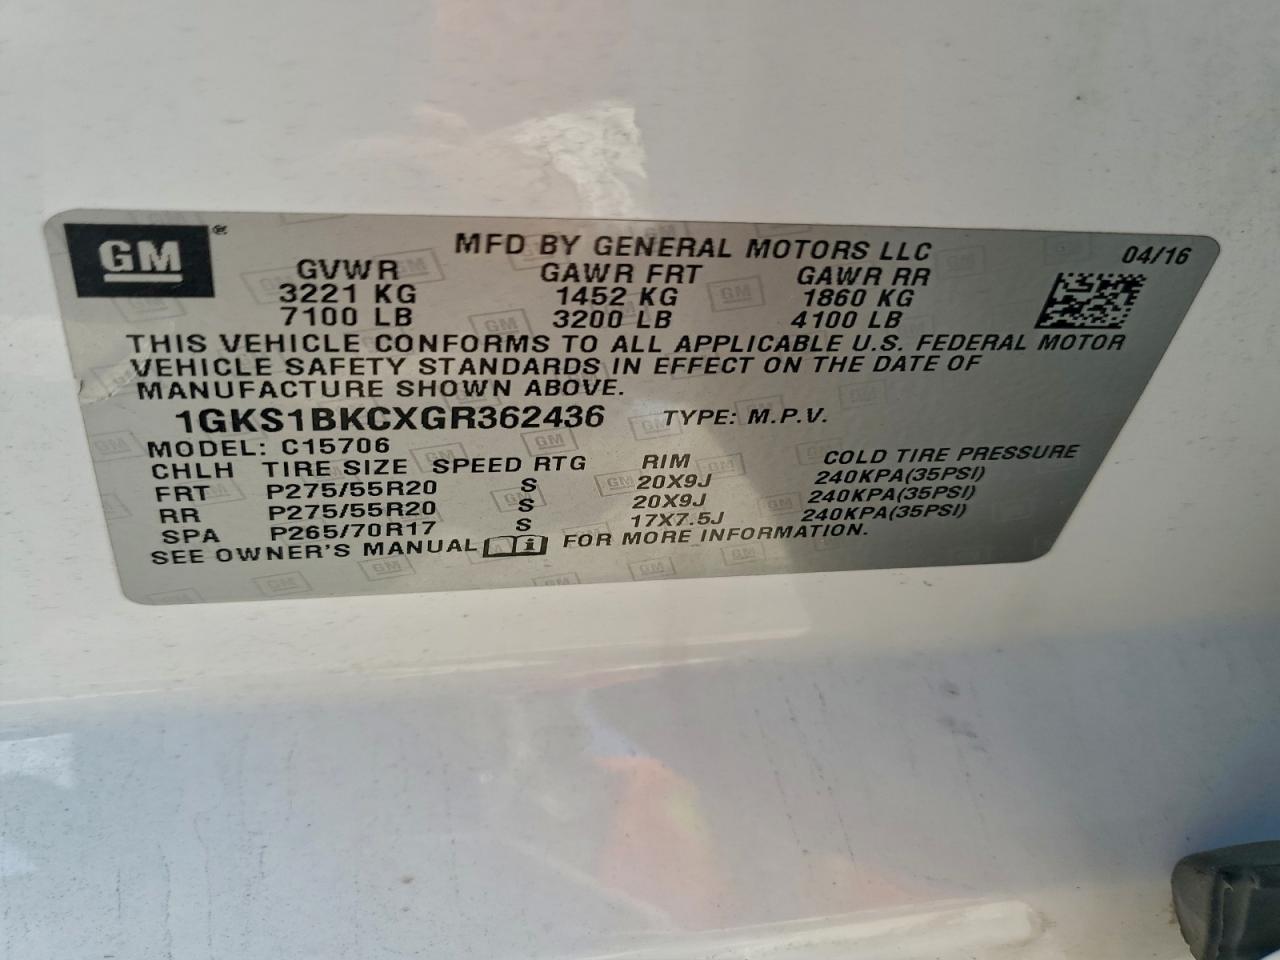 GM®
MFD BY GENERAL MOTORS LLC 04/16
GVWR GAWR FRT GAWR RR
3221 KG 1452 KG 1860 KG
7100 LB 3200 LB 4100 LB
THIS VEHICLE CONFORMS TO ALL APPLICABLE U.S. FEDERAL MOTOR
VEHICLE SAFETY STANDARDS IN EFFECT ON THE DATE OF
MANUFACTURE SHOWN ABOVE.
1GKS1BKCXGR362436 TYPE: M.P.V.
MODEL: C15706
CHLH TIRE SIZE SPEED RTG RIM COLD TIRE PRESSURE
FRT P275/55R20 S 20X9J 240KPA(35PSI)
RR P275/55R20 S 20X9J 240KPA(35PSI)
SPA P265/70R17 S 17X7.5J 240KPA(35PSI)
SEE OWNER'S MANUAL i FOR MORE INFORMATION.